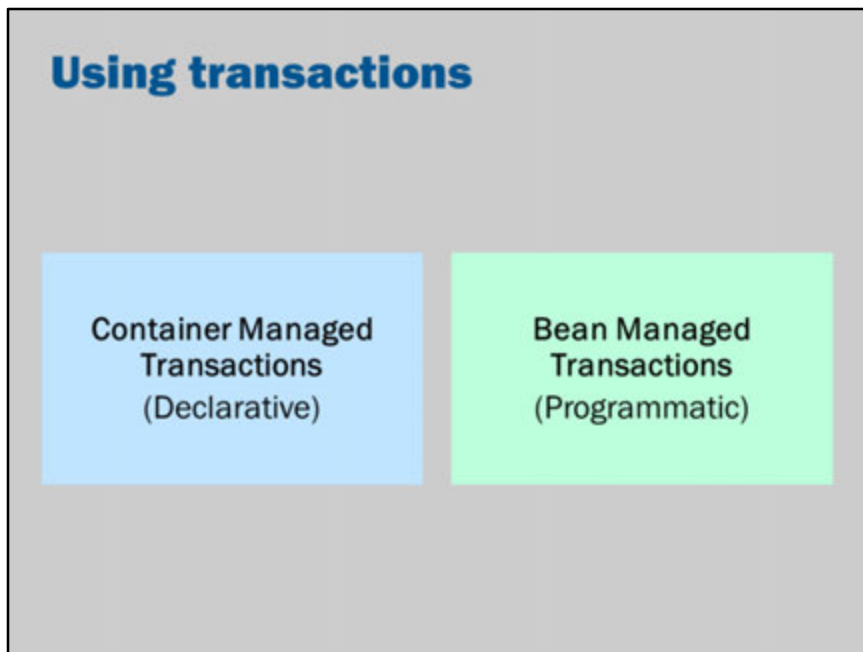 Using transactions
Container Managed
Transactions
(Declarative)
Bean Managed
Transactions
(Programmatic)